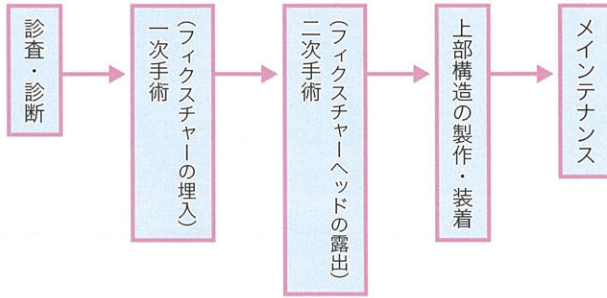 診査・診断
一次手術
（フィクスチャーの埋入）
二次手術
（フィクスチャーヘッドの露出）
上部構造の製作・装着
メインテナンス